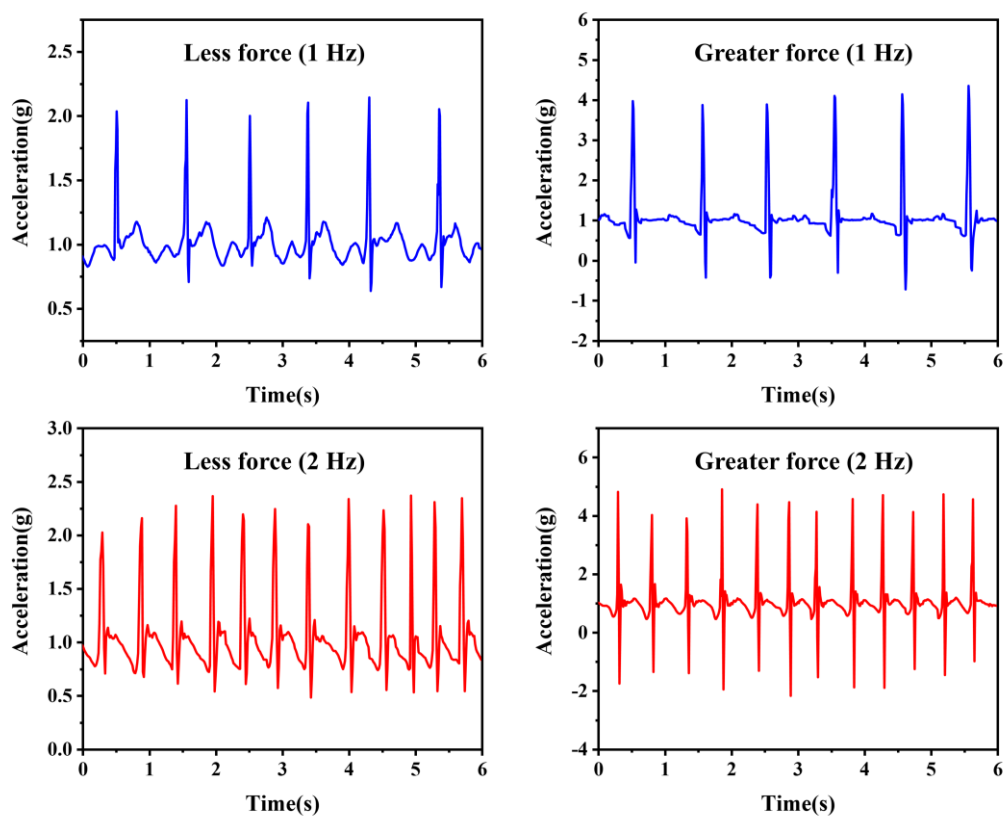 Less force (1 Hz)
Acceleration(g)
2.5
2.0
1.5
1.0
0.5
0 1 2 3 4 5 6
Time(s)
Greater force (1 Hz)
Acceleration(g)
6
5
4
3
2
1
0
-1
-2
0 1 2 3 4 5 6
Time(s)
Less force (2 Hz)
Acceleration(g)
3.0
2.5
2.0
1.5
1.0
0.5
0.0
0 1 2 3 4 5 6
Time(s)
Greater force (2 Hz)
Acceleration(g)
6
4
2
0
-2
-4
0 1 2 3 4 5 6
Time(s)